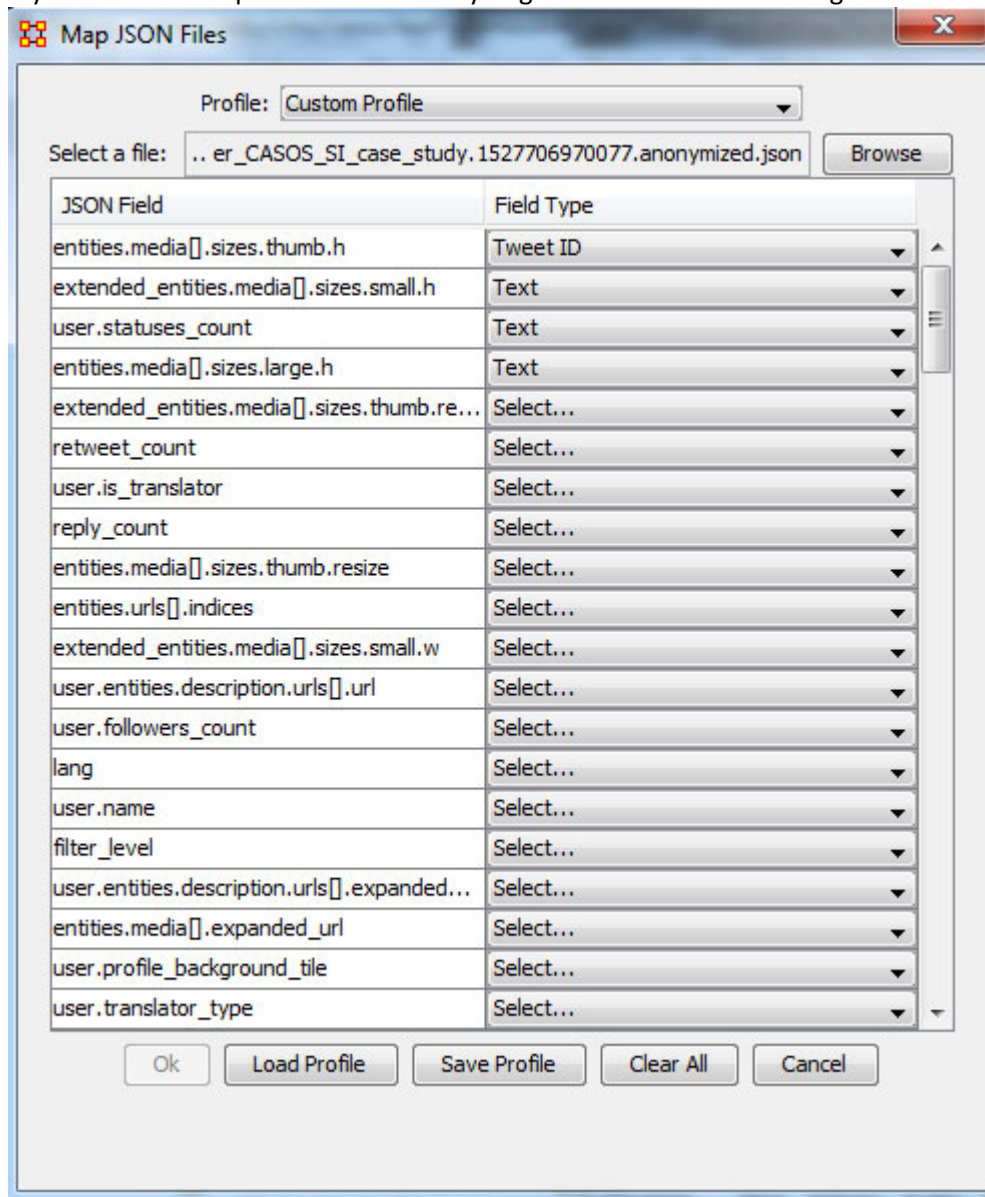 Map JSON Files
Profile: Custom Profile
Select a file: .. er_CASOS_SI_case_study.1527706970077.anonymized.json Browse
JSON Field Field Type
entities.media[].sizes.thumb.h Tweet ID
extended_entities.media[].sizes.small.h Text
user.statuses_count Text
entities.media[].sizes.large.h Text
extended_entities.media[].sizes.thumb.re... Select...
retweet_count Select...
user.is_translator Select...
reply_count Select...
entities.media[].sizes.thumb.resize Select...
entities.urls[].indices Select...
extended_entities.media[].sizes.small.w Select...
user.entities.description.urls[].url Select...
user.followers_count Select...
lang Select...
user.name Select...
filter_level Select...
user.entities.description.urls[].expanded... Select...
entities.media[].expanded_url Select...
user.profile_background_tile Select...
user.translator_type Select...
Ok Load Profile Save Profile Clear All Cancel